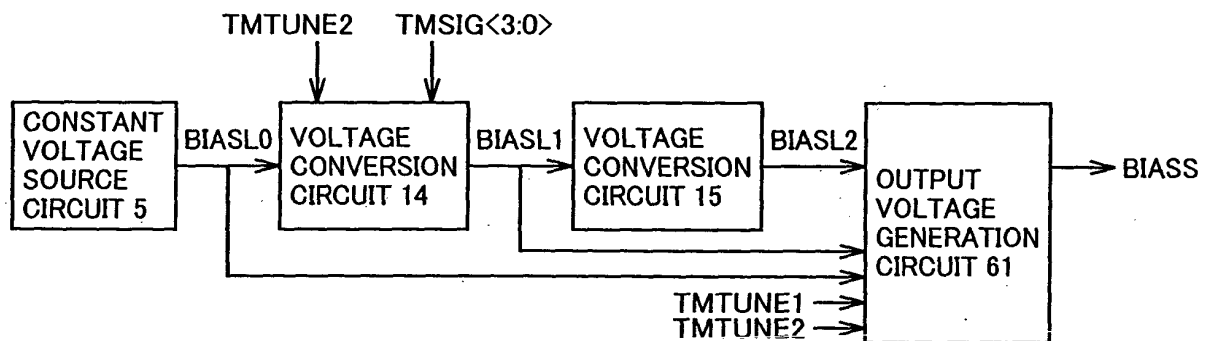 TMTUNE2 TMSIG<3:0>
CONSTANT
VOLTAGE
SOURCE
CIRCUIT 5
BIASL0
VOLTAGE
CONVERSION
CIRCUIT 14
BIASL1
VOLTAGE
CONVERSION
CIRCUIT 15
BIASL2
OUTPUT
VOLTAGE
GENERATION
CIRCUIT 61
BIASS
TMTUNE1
TMTUNE2